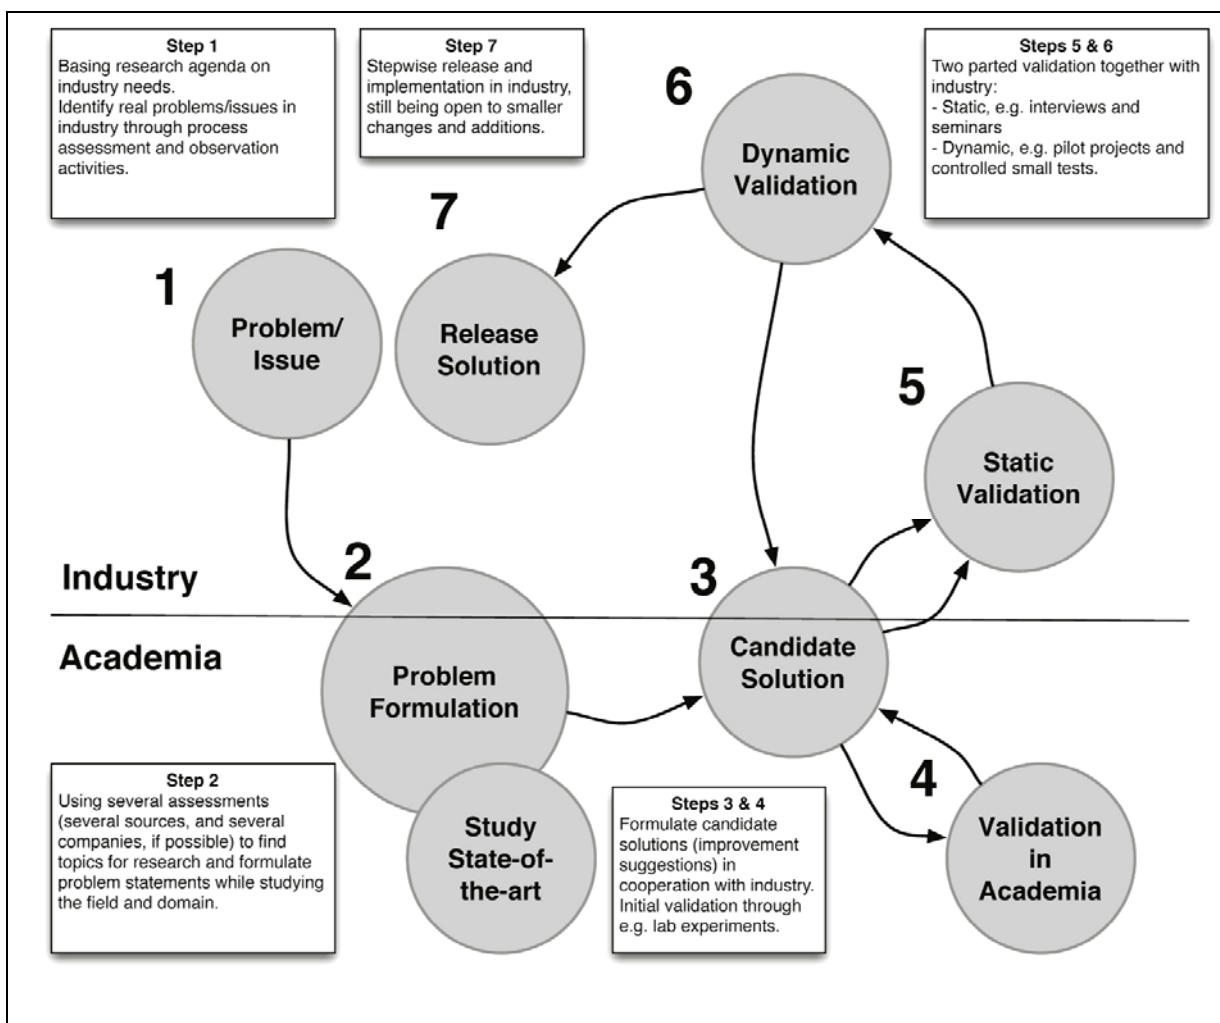 Step 1
Basing research agenda on
industry needs.
Identify real problems/issues in
industry through process
assessment and observation
activities.
Step 7
Stepwise release and
implementation in industry,
still being open to smaller
changes and additions.
Steps 5 & 6
Two parted validation together with
industry:
- Static, e.g. interviews and
seminars
- Dynamic, e.g. pilot projects and
controlled small tests.
6
Dynamic
Validation
7
Release
Solution
1
Problem/
Issue
5
Static
Validation
2
Problem
Formulation
3
Candidate
Solution
Industry
Academia
4
Validation
in
Academia
Study
State-of-
the-art
Step 2
Using several assessments
(several sources, and several
companies, if possible) to find
topics for research and formulate
problem statements while studying
the field and domain.
Steps 3 & 4
Formulate candidate
solutions (improvement
suggestions) in
cooperation with industry.
Initial validation through
e.g. lab experiments.